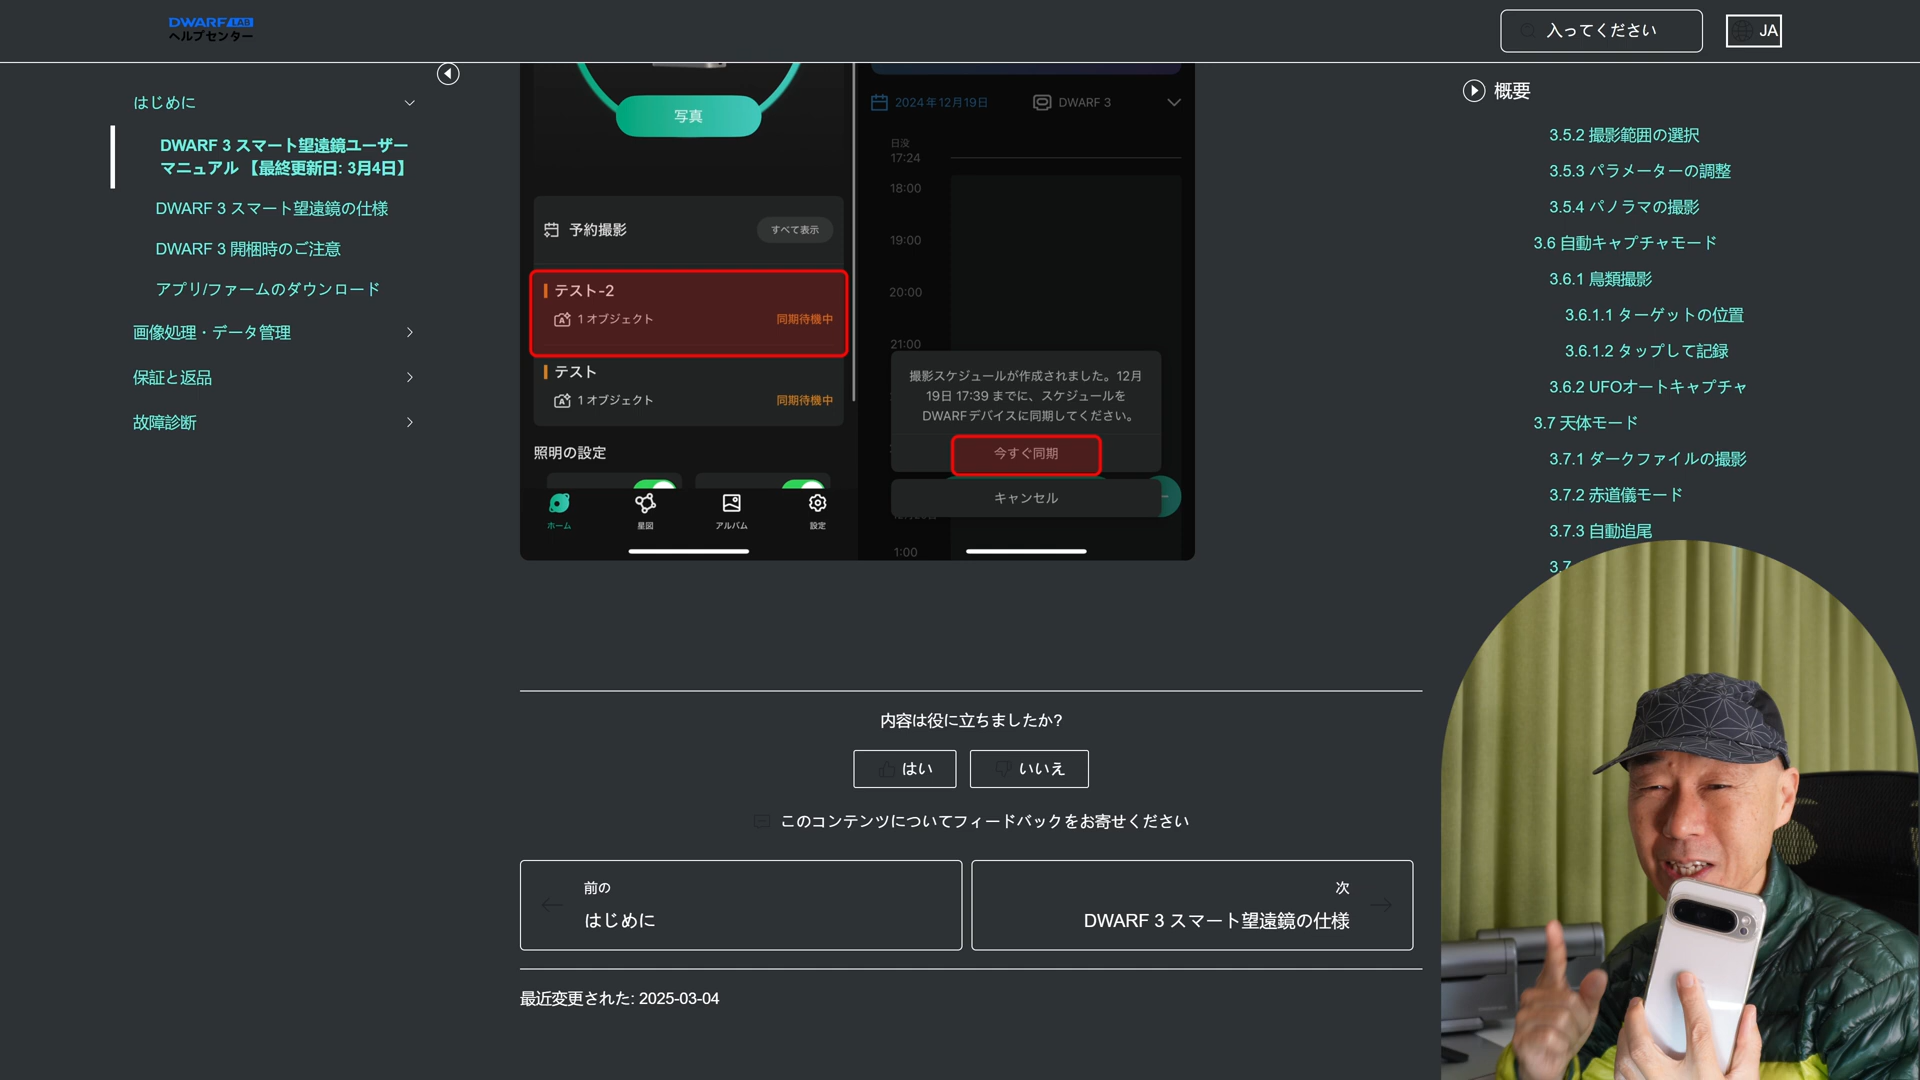 DWARF LAB
ヘルプセンター
入ってください
JA
はじめに
DWARF 3 スマート望遠鏡ユーザー
マニュアル 【最終更新日: 3月4日】
DWARF 3 スマート望遠鏡の仕様
DWARF 3 開梱時のご注意
アプリ/ファームのダウンロード
画像処理・データ管理
保証と返品
故障診断
写真
予約撮影
すべて表示
テスト-2
1 オブジェクト
同期待機中
テスト
1 オブジェクト
同期待機中
照明の設定
ホーム
星図
アルバム
設定
2024年12月19日
DWARF 3
日没
17:24
18:00
19:00
20:00
21:00
撮影スケジュールが作成されました。12月
19日 17:39 までに、スケジュールを
DWARFデバイスに同期してください。
今すぐ同期
キャンセル
1:00
概要
3.5.2 撮影範囲の選択
3.5.3 パラメーターの調整
3.5.4 パノラマの撮影
3.6 自動キャプチャモード
3.6.1 鳥類撮影
3.6.1.1 ターゲットの位置
3.6.1.2 タップして記録
3.6.2 UFOオートキャプチャ
3.7 天体モード
3.7.1 ダークファイルの撮影
3.7.2 赤道儀モード
3.7.3 自動追尾
3.7
内容は役に立ちましたか?
はい
いいえ
このコンテンツについてフィードバックをお寄せください
前の
はじめに
次
DWARF 3 スマート望遠鏡の仕様
最近変更された: 2025-03-04